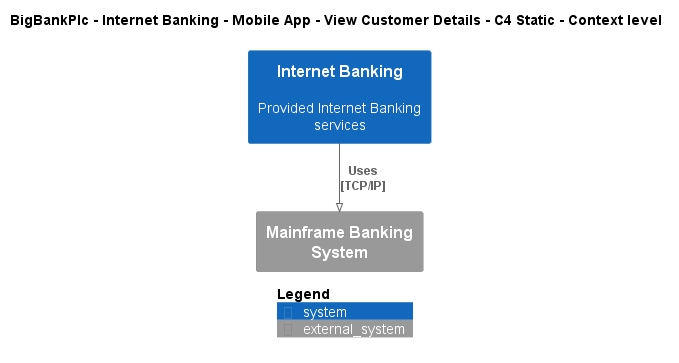 BigBankPlc - Internet Banking - Mobile App - View Customer Details - C4 Static - Context level
Internet Banking
Provided Internet Banking
services
Uses
[TCP/IP]
Mainframe Banking
System
Legend
system
external_system